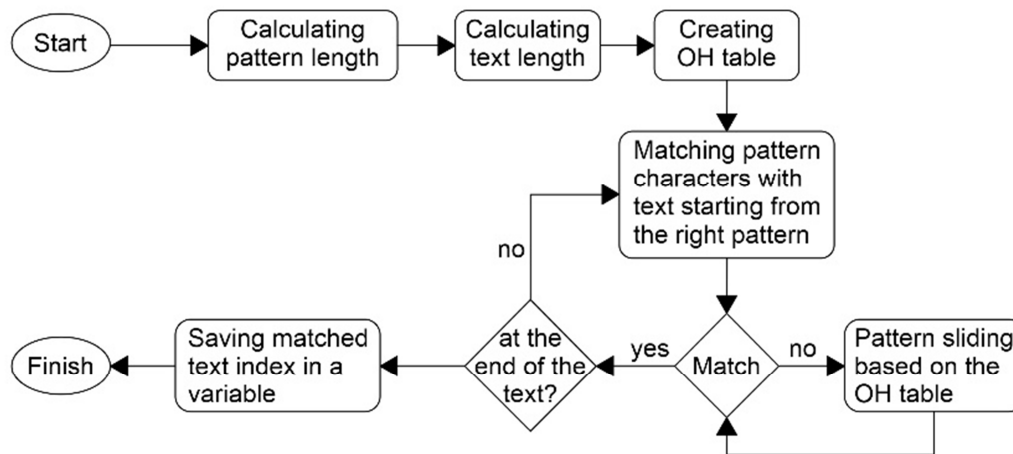 Start
Calculating
pattern length
Calculating
text length
Creating
OH table
Matching pattern
characters with
text starting from
the right pattern
no
Finish
Saving matched
text index in a
variable
at the
end of the
text?
yes
Match
no
Pattern sliding
based on the
OH table